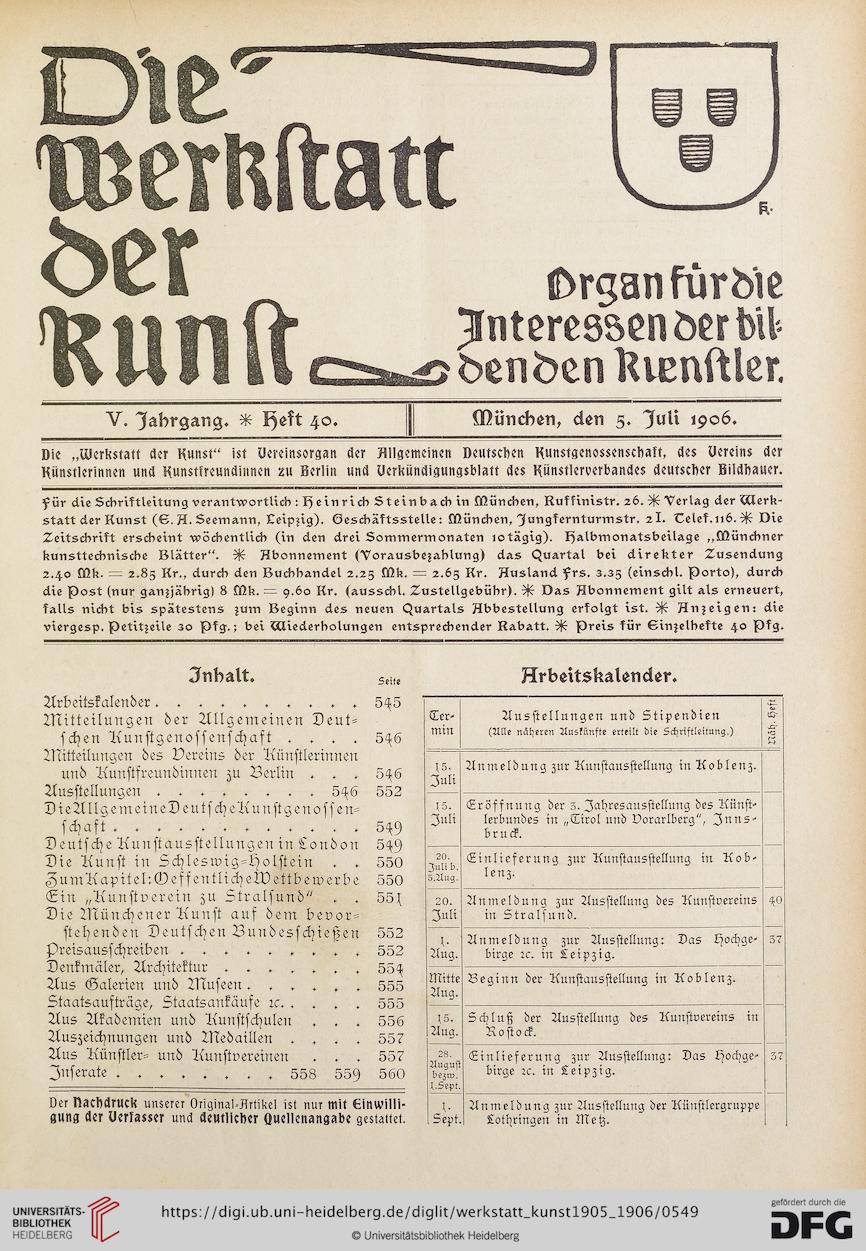 Die
Werkstatt
der
Kunst
F.
Organ für die
Interessen der bil-
denden Kuenstler.
V. Jahrgang. ✳ Heft 40.
München, den 5. Juli 1906.
Die „Werkstatt der Kunst“ ist Vereinsorgan der Allgemeinen Deutschen Kunstgenossenschaft, des Vereins der
Künstlerinnen und Kunstfreundinnen zu Berlin und Verkündigungsblatt des Künstlerverbandes deutscher Bildhauer.
Für die Schriftleitung verantwortlich: Heinrich Steinbach in München, Ruffinistr. 26. ✳ Verlag der Werk-
statt der Kunst (E. A. Seemann, Leipzig). Geschäftsstelle: München, Jungfernturmstr. 2I. Telef. 116. ✳ Die
Zeitschrift erscheint wöchentlich (in den drei Sommermonaten 10tägig). Halbmonatsbeilage „Münchner
kunsttechnische Blätter“. ✳ Abonnement (Vorausbezahlung) das Quartal bei direkter Zusendung
2.40 Mk. = 2.85 Kr., durch den Buchhandel 2.25 Mk. = 2.65 Kr. Ausland Frs. 3.35 (einschl. Porto), durch
die Post (nur ganzjährig) 8 Mk. = 9.60 Kr. (ausschl. Zustellgebühr). ✳ Das Abonnement gilt als erneuert,
falls nicht bis spätestens zum Beginn des neuen Quartals Abbestellung erfolgt ist. ✳ Anzeigen: die
viergesp. Petitzeile 30 Pfg.; bei Wiederholungen entsprechender Rabatt. ✳ Preis für Einzelhefte 40 Pfg.
Inhalt.
Seite
Arbeitskalender . . . . . . . . . . 545
Mitteilungen der Allgemeinen Deut-
schen Kunstgenossenschaft . . . . 546
Mitteilungen des Vereins der Künstlerinnen
und Kunstfreundinnen zu Berlin . . . 546
Ausstellungen . . . . . . . 546 552
Die Allgemeine Deutsche Kunstgenossen-
schaft . . . . . . . . . . . . 549
Deutsche Kunstausstellungen in London 549
Die Kunst in Schleswig-Holstein . . 550
Zum Kapitel: Oeffentliche Wettbewerbe 550
Ein „Kunstverein zu Stralsund“ . . 551
Die Münchener Kunst auf dem bevor-
stehenden Deutschen Bundesschießen 552
Preisausschreiben . . . . . . . . . 552
Denkmäler, Architektur . . . . . . . 554
Aus Galerien und Museen . . . . . . 555
Staatsaufträge, Staatsankäufe ꝛc. . . . . 555
Aus Akademien und Kunstschulen . . . 556
Auszeichnungen und Medaillen . . . . 557
Aus Künstler- und Kunstvereinen . . . 557
Inserate . . . . . . . . 558 559 560
Der Nachdruck unserer Original-Artikel ist nur mit Einwilli-
gung der Verfasser und deutlicher Quellenangabe gestattet.
Arbeitskalender.
Ter-
min
Ausstellungen und Stipendien
(Alle näheren Auskünfte erteilt die Schriftleitung.)
Näh. Heft
15.
Juli
Anmeldung zur Kunstausstellung in Koblenz.
15.
Juli
Eröffnung der 3. Jahresausstellung des Künst-
lerbundes in „Tirol und Vorarlberg“, Inns-
bruck.
20.
Juli b.
5. Aug.
Einlieferung zur Kunstausstellung in Kob-
lenz.
20.
Juli
Anmeldung zur Ausstellung des Kunstvereins
in Stralsund.
40
1.
Aug.
Anmeldung zur Ausstellung: Das Hochge-
birge ꝛc. in Leipzig.
37
Mitte
Aug.
Beginn der Kunstausstellung in Koblenz.
15.
Aug.
Schluß der Ausstellung des Kunstvereins in
Rostock.
28.
August
bezw.
1. Sept.
Einlieferung zur Ausstellung: Das Hochge-
birge ꝛc. in Leipzig.
37
1.
Sept.
Anmeldung zur Ausstellung der Künstlergruppe
Lothringen in Metz.
UNIVERSITÄTS-
BIBLIOTHEK
HEIDELBERG
https://digi.ub.uni-heidelberg.de/diglit/werkstatt_kunst1905_1906/0549
© Universitätsbibliothek Heidelberg
gefördert durch die
DFG